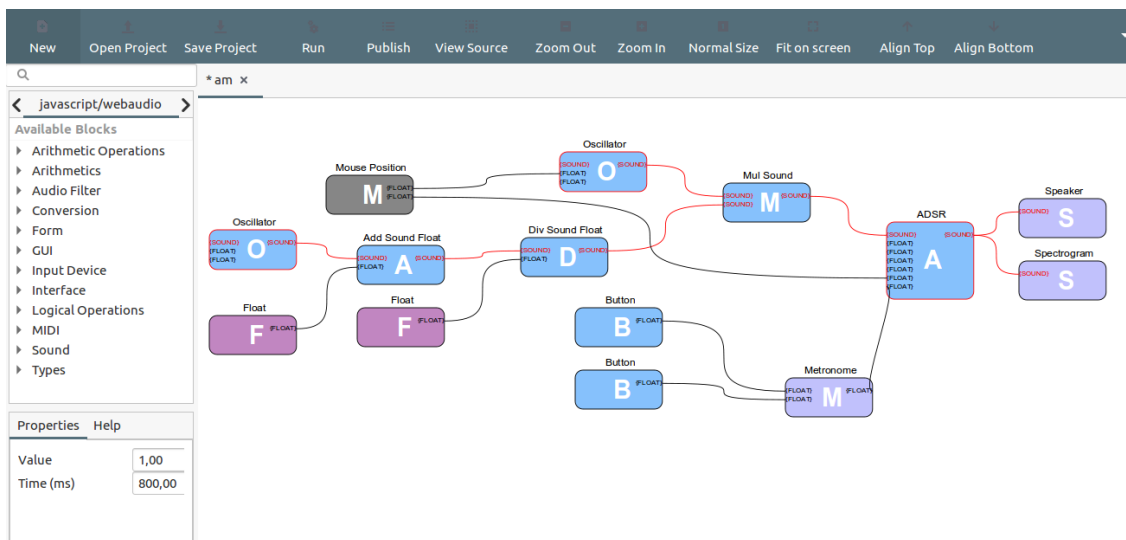 New Open Project Save Project Run Publish View Source Zoom Out Zoom In Normal Size Fit on screen Align Top Align Bottom
* am ×
javascript/webaudio
Available Blocks
Arithmetic Operations
Arithmetics
Audio Filter
Conversion
Form
GUI
Input Device
Interface
Logical Operations
MIDI
Sound
Types
Properties Help
Value 1,00
Time (ms) 800,00
Oscillator
[SOUND] O [SOUND]
[FLOAT]
[FLOAT]
Mouse Position
M [FLOAT]
[FLOAT]
Mul Sound
[SOUND] M [SOUND]
[SOUND]
Speaker
[SOUND] S
ADSR
[SOUND] A [SOUND]
[FLOAT]
[FLOAT]
[FLOAT]
[FLOAT]
[FLOAT]
[FLOAT]
Spectrogram
[SOUND] S
Oscillator
[SOUND] O [SOUND]
[FLOAT]
[FLOAT]
Add Sound Float
[SOUND] A [SOUND]
[FLOAT]
Div Sound Float
[SOUND] D [SOUND]
[FLOAT]
Float
F [FLOAT]
Float
F [FLOAT]
Button
B [FLOAT]
Button
B [FLOAT]
Metronome
[FLOAT] M [FLOAT]
[FLOAT]